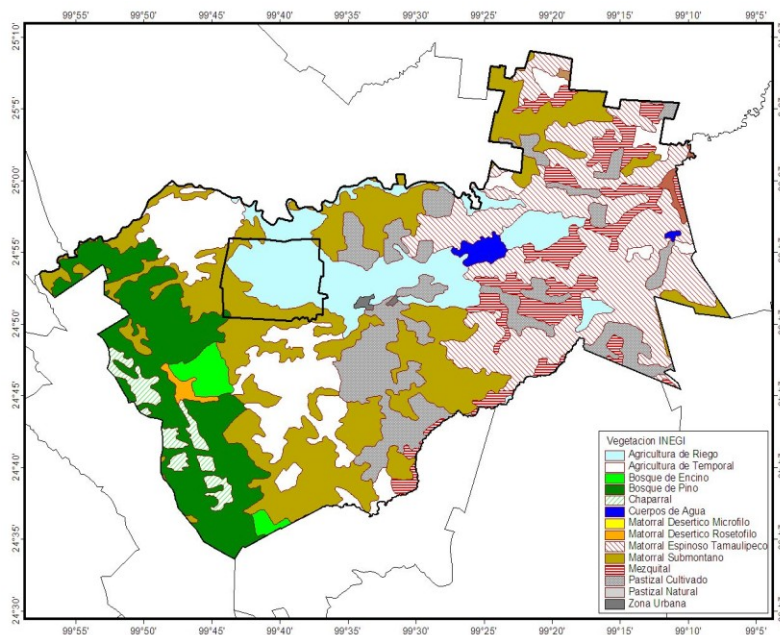 99°55' 99°50' 99°45' 99°40' 99°35' 99°30' 99°25' 99°20' 99°15' 99°10' 99°5'
25°10'
25°5'
25°00'
24°55'
24°50'
24°45'
24°40'
24°35'
24°30'
Vegetacion INEGI
Agricultura de Riego
Agricultura de Temporal
Bosque de Encino
Bosque de Pino
Chaparral
Cuerpos de Agua
Matorral Desertico Microfilo
Matorral Desertico Rosetofilo
Matorral Espinoso Tamaulipeco
Matorral Submontano
Mezquital
Pastizal Cultivado
Pastizal Natural
Zona Urbana
99°55' 99°50' 99°45' 99°40' 99°35' 99°30' 99°25' 99°20' 99°15' 99°10' 99°5'